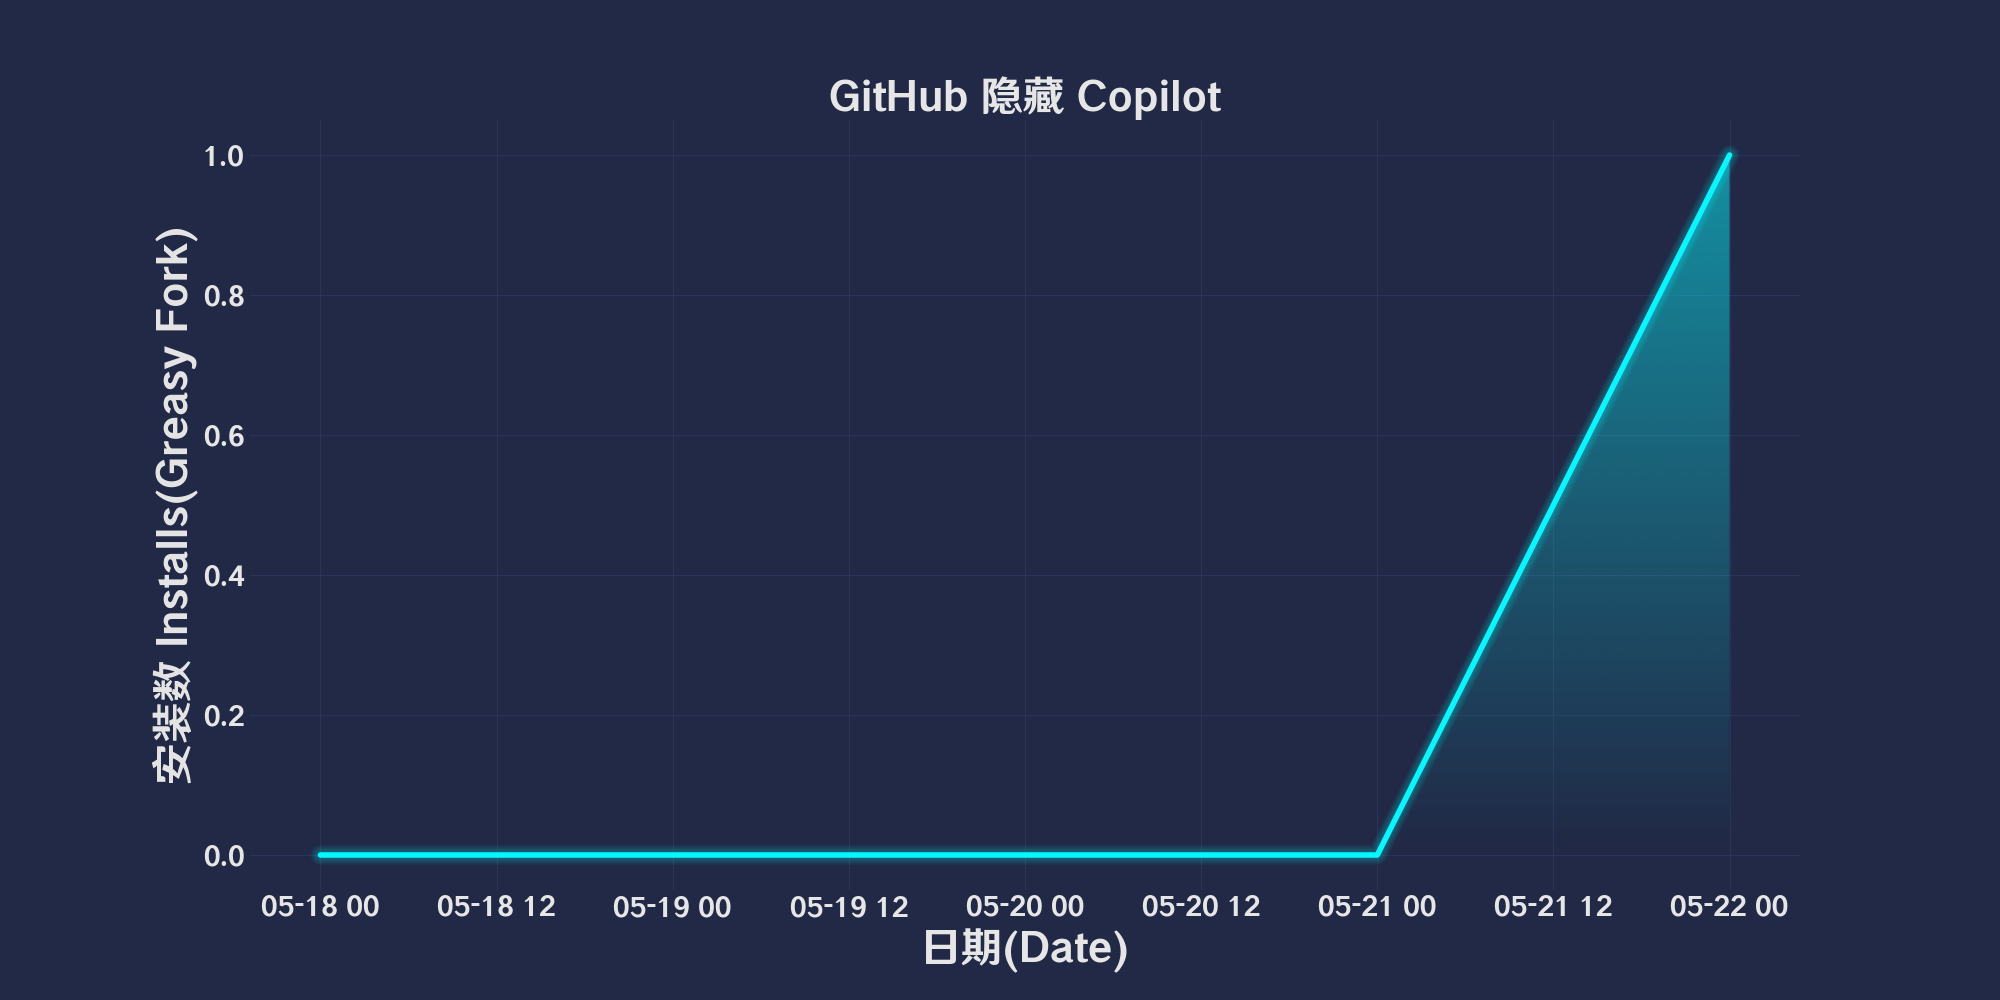 GitHub 隐藏 Copilot
安装数 Installs(Greasy Fork)
1.0
0.8
0.6
0.4
0.2
0.0
05-18 00 05-18 12 05-19 00 05-19 12 05-20 00 05-20 12 05-21 00 05-21 12 05-22 00
日期(Date)